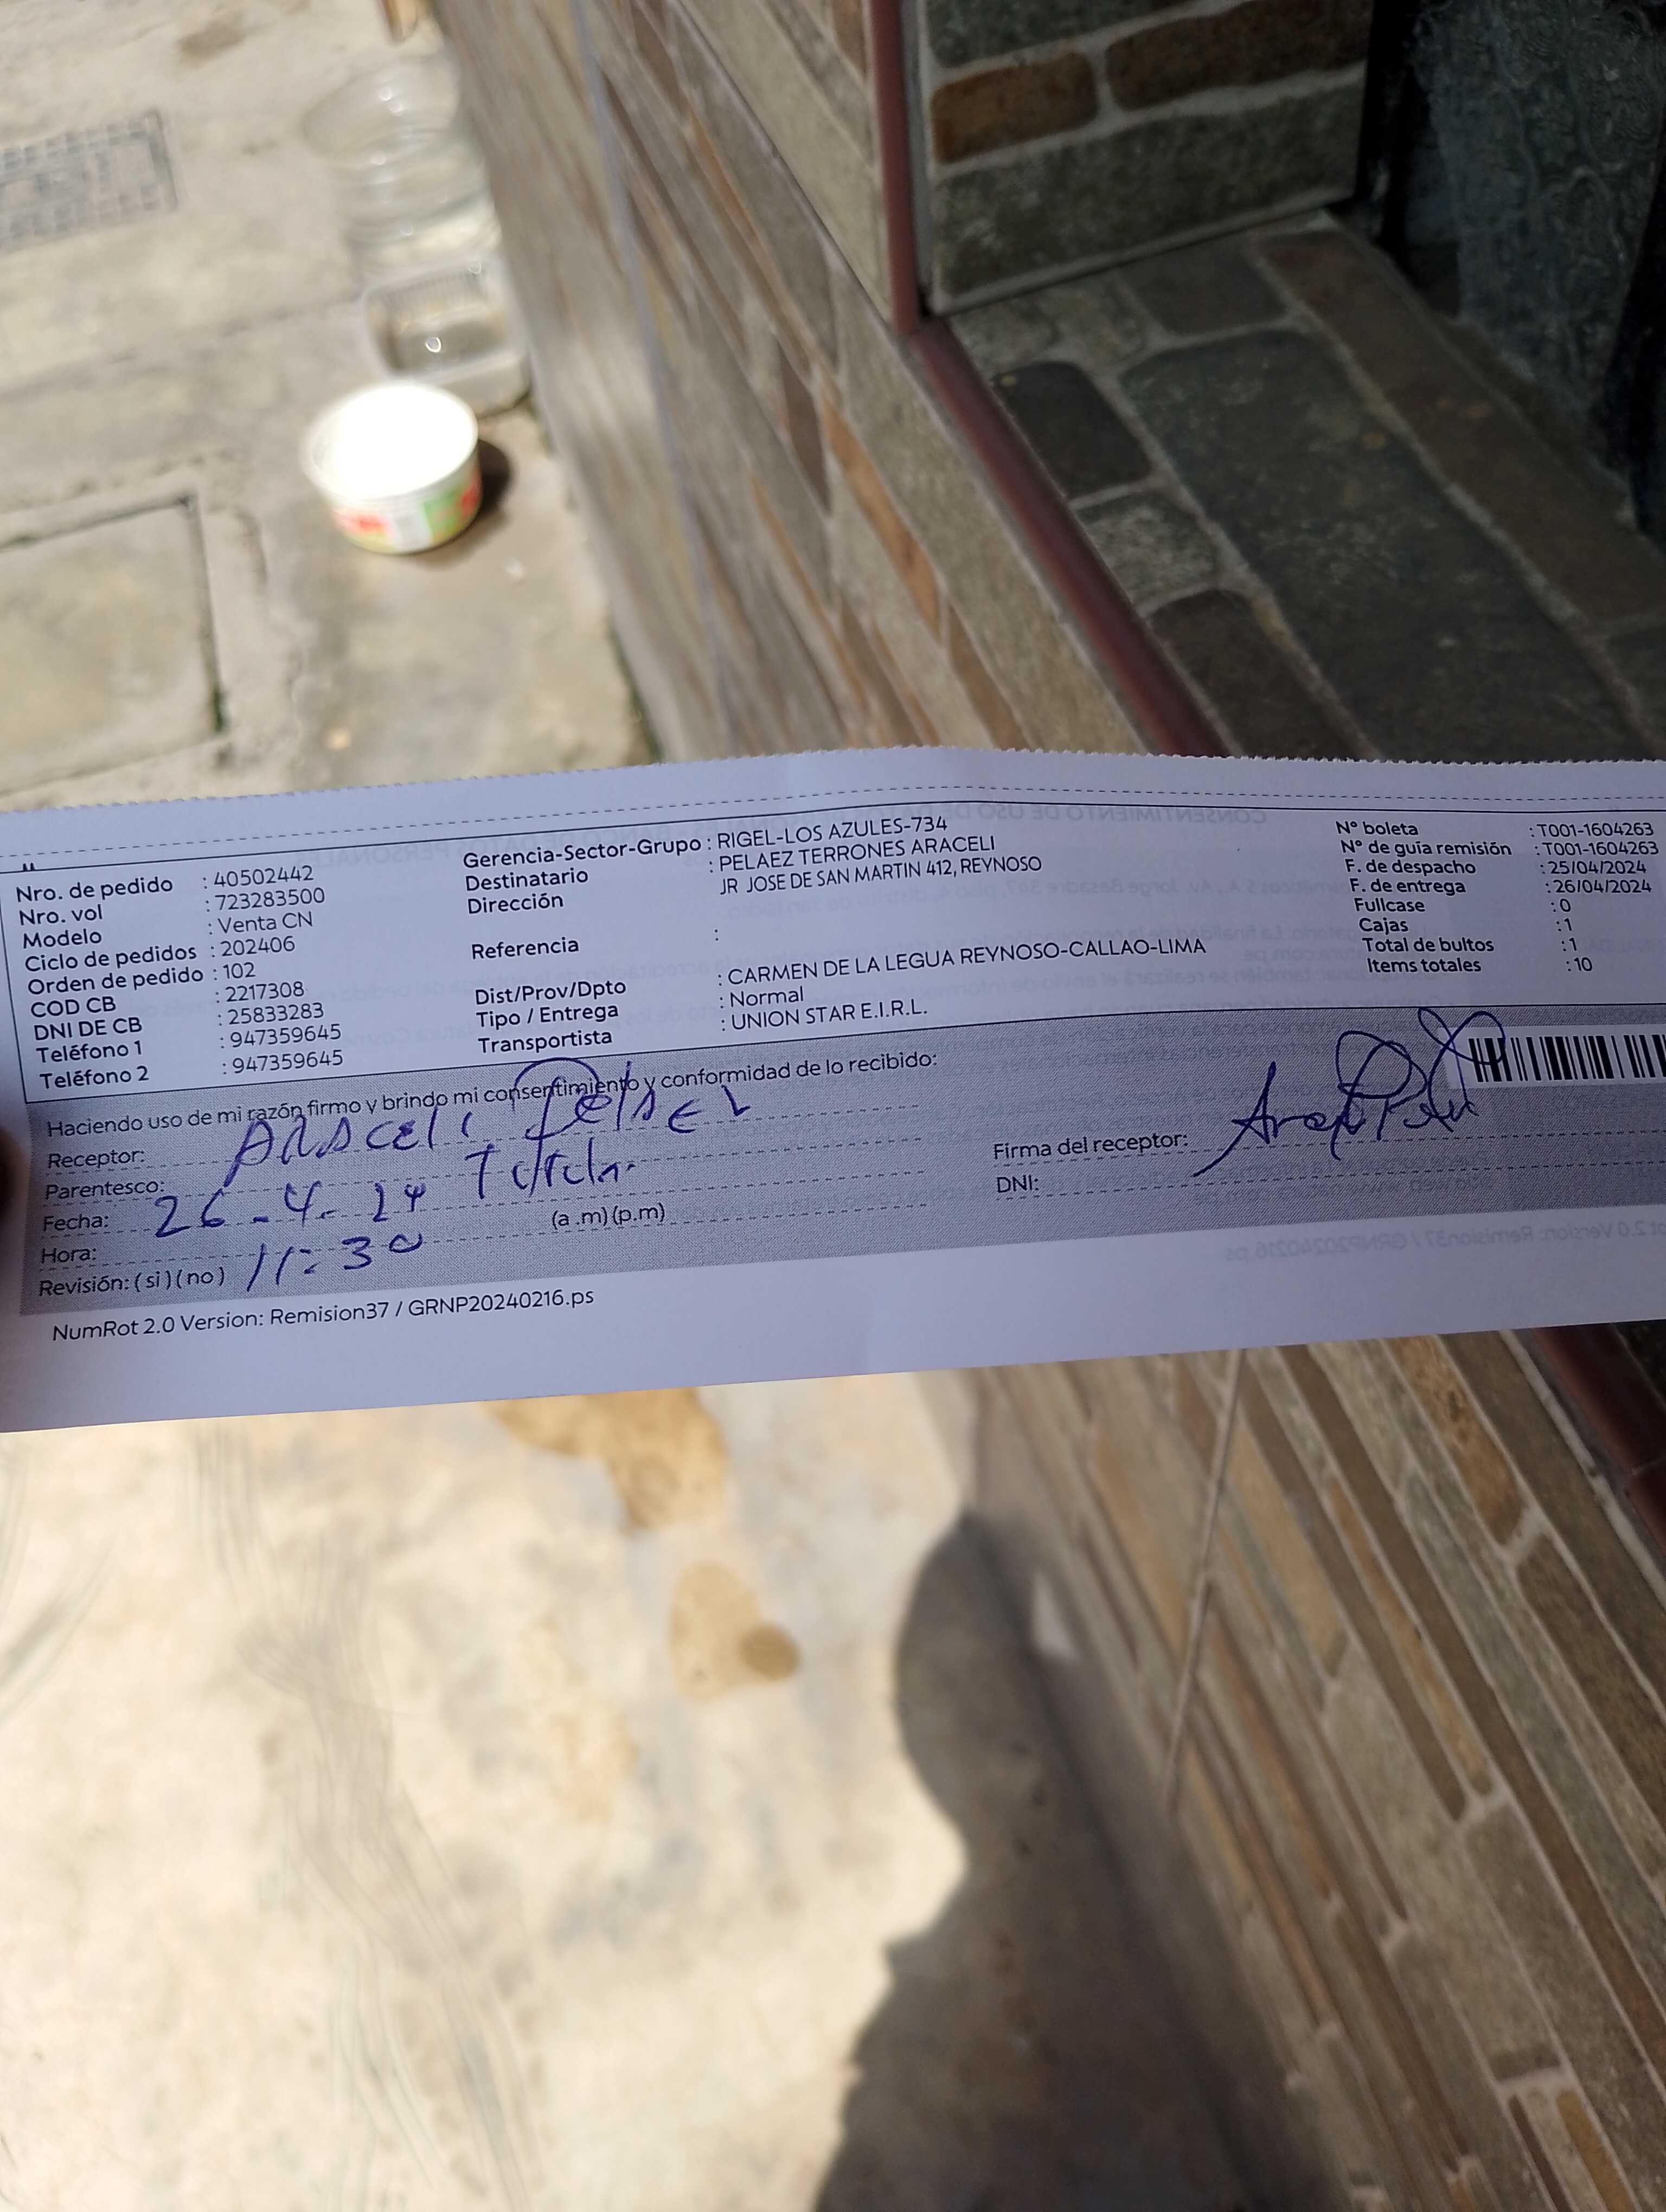 Nro. de pedido : 40502442
Nro. vol : 723283500
Modelo : Venta CN
Ciclo de pedidos : 202406
Orden de pedido : 102
COD CB : 2217308
DNI DE CB : 25833283
Teléfono 1 : 947359645
Teléfono 2 : 947359645
Gerencia-Sector-Grupo : RIGEL-LOS AZULES-734
Destinatario : PELAEZ TERRONES ARACELI
Dirección JR JOSE DE SAN MARTIN 412, REYNOSO
Referencia :
Dist/Prov/Dpto : CARMEN DE LA LEGUA REYNOSO-CALLAO-LIMA
Tipo / Entrega : Normal
Transportista : UNION STAR E.I.R.L.
N° boleta : T001-1604263
N° de guía remisión : T001-1604263
F. de despacho : 25/04/2024
F. de entrega : 26/04/2024
Fullcase : 0
Cajas : 1
Total de bultos : 1
Items totales : 10
Haciendo uso de mi razón firmo y brindo mi consentimiento y conformidad de lo recibido:
Receptor: Araceli Pelaez
Parentesco:
Fecha: 26-4-24
Hora: 11:30 (a.m)(p.m)
Revisión: (si)(no)
Firma del receptor:
DNI:
NumRot 2.0 Version: Remision37 / GRNP20240216.ps